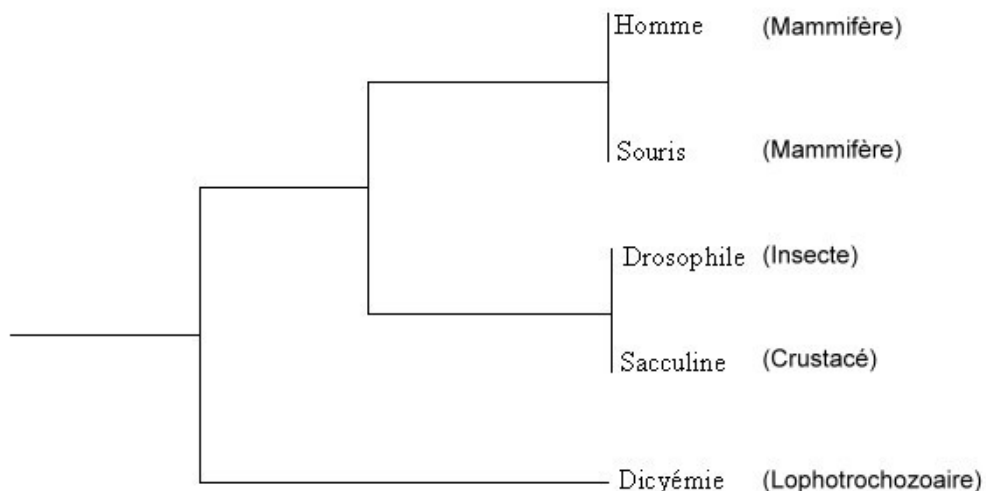 Homme (Mammifère)
Souris (Mammifère)
Drosophile (Insecte)
Sacculine (Crustacé)
Dicyémie (Lophotrochozoaire)